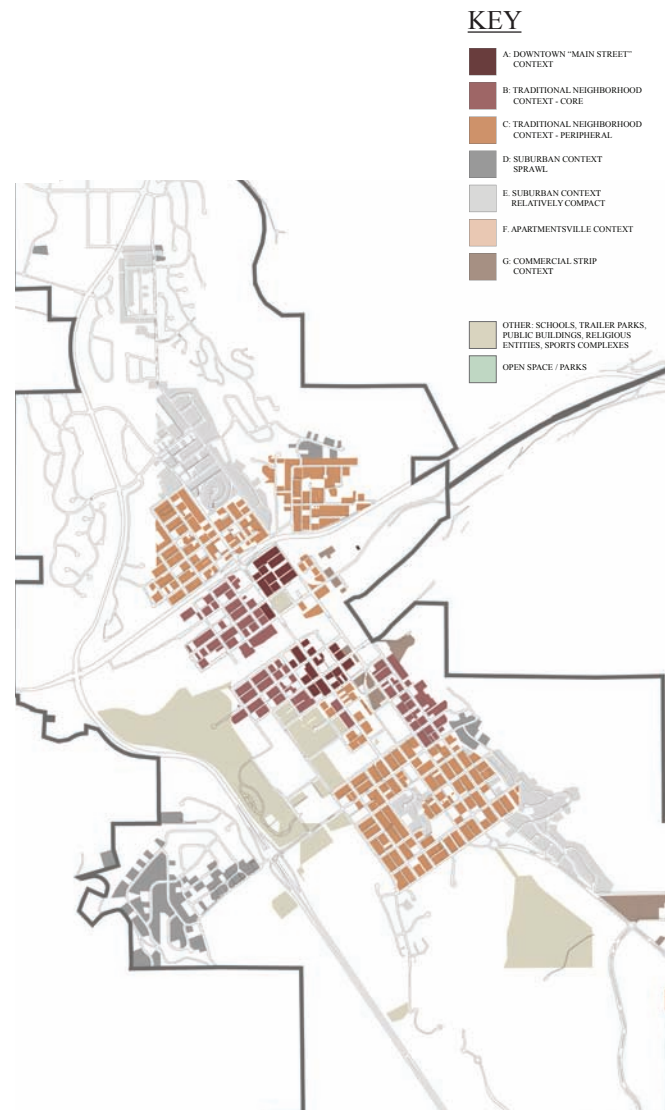 KEY
A: DOWNTOWN “MAIN STREET”
CONTEXT
B: TRADITIONAL NEIGHBORHOOD
CONTEXT - CORE
C: TRADITIONAL NEIGHBORHOOD
CONTEXT - PERIPHERAL
D: SUBURBAN CONTEXT
SPRAWL
E. SUBURBAN CONTEXT
RELATIVELY COMPACT
F. APARTMENTSVILLE CONTEXT
G: COMMERCIAL STRIP
CONTEXT
OTHER: SCHOOLS, TRAILER PARKS,
PUBLIC BUILDINGS, RELIGIOUS
ENTITIES, SPORTS COMPLEXES
OPEN SPACE / PARKS